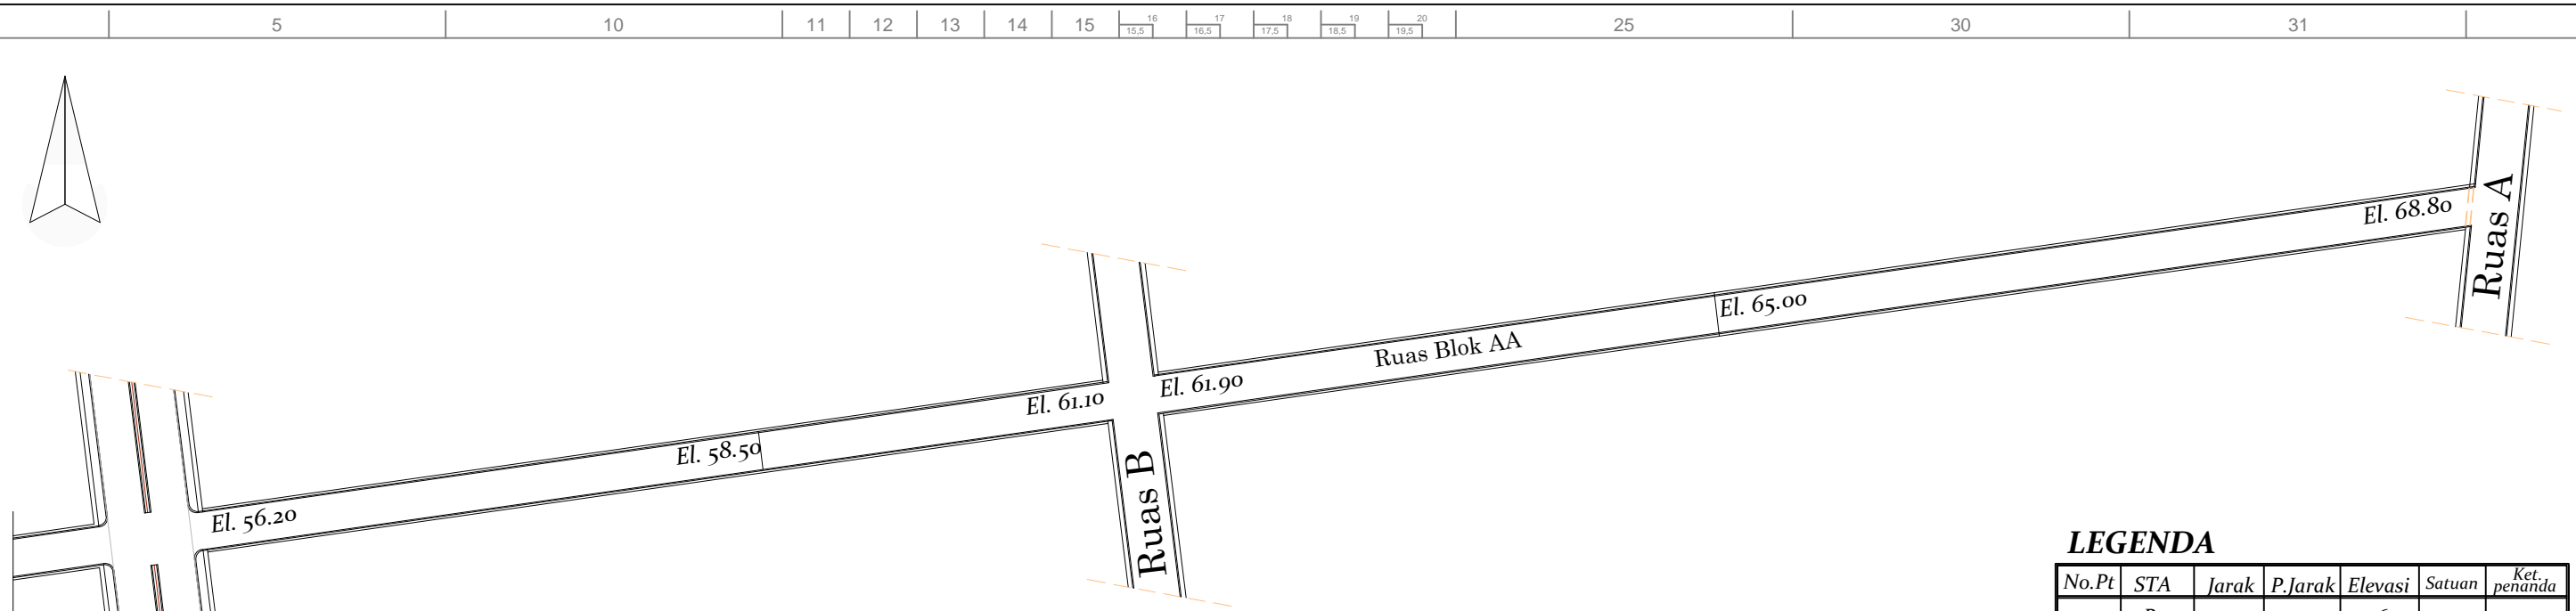 5 10 11 12 13 14 15 15,5 16 16,5 17 17,5 18 18,5 19 19,5 20 25 30 31
El. 68.80
Ruas A
El. 65.00
Ruas Blok AA
El. 61.90
El. 61.10
El. 58.50
Ruas B
El. 56.20
LEGENDA
No.Pt STA Jarak P.Jarak Elevasi Satuan Ket. penanda